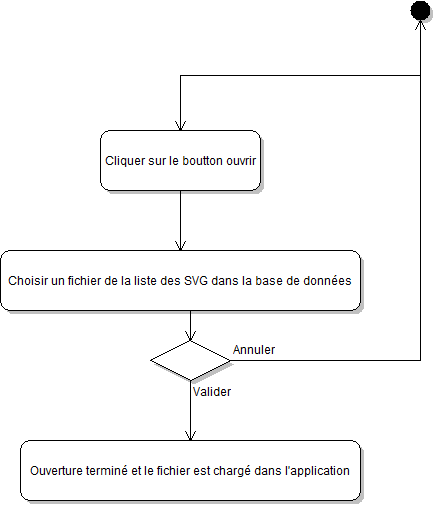 Cliquer sur le boutton ouvrir
Choisir un fichier de la liste des SVG dans la base de données
Annuler
Valider
Ouverture terminé et le fichier est chargé dans l'application